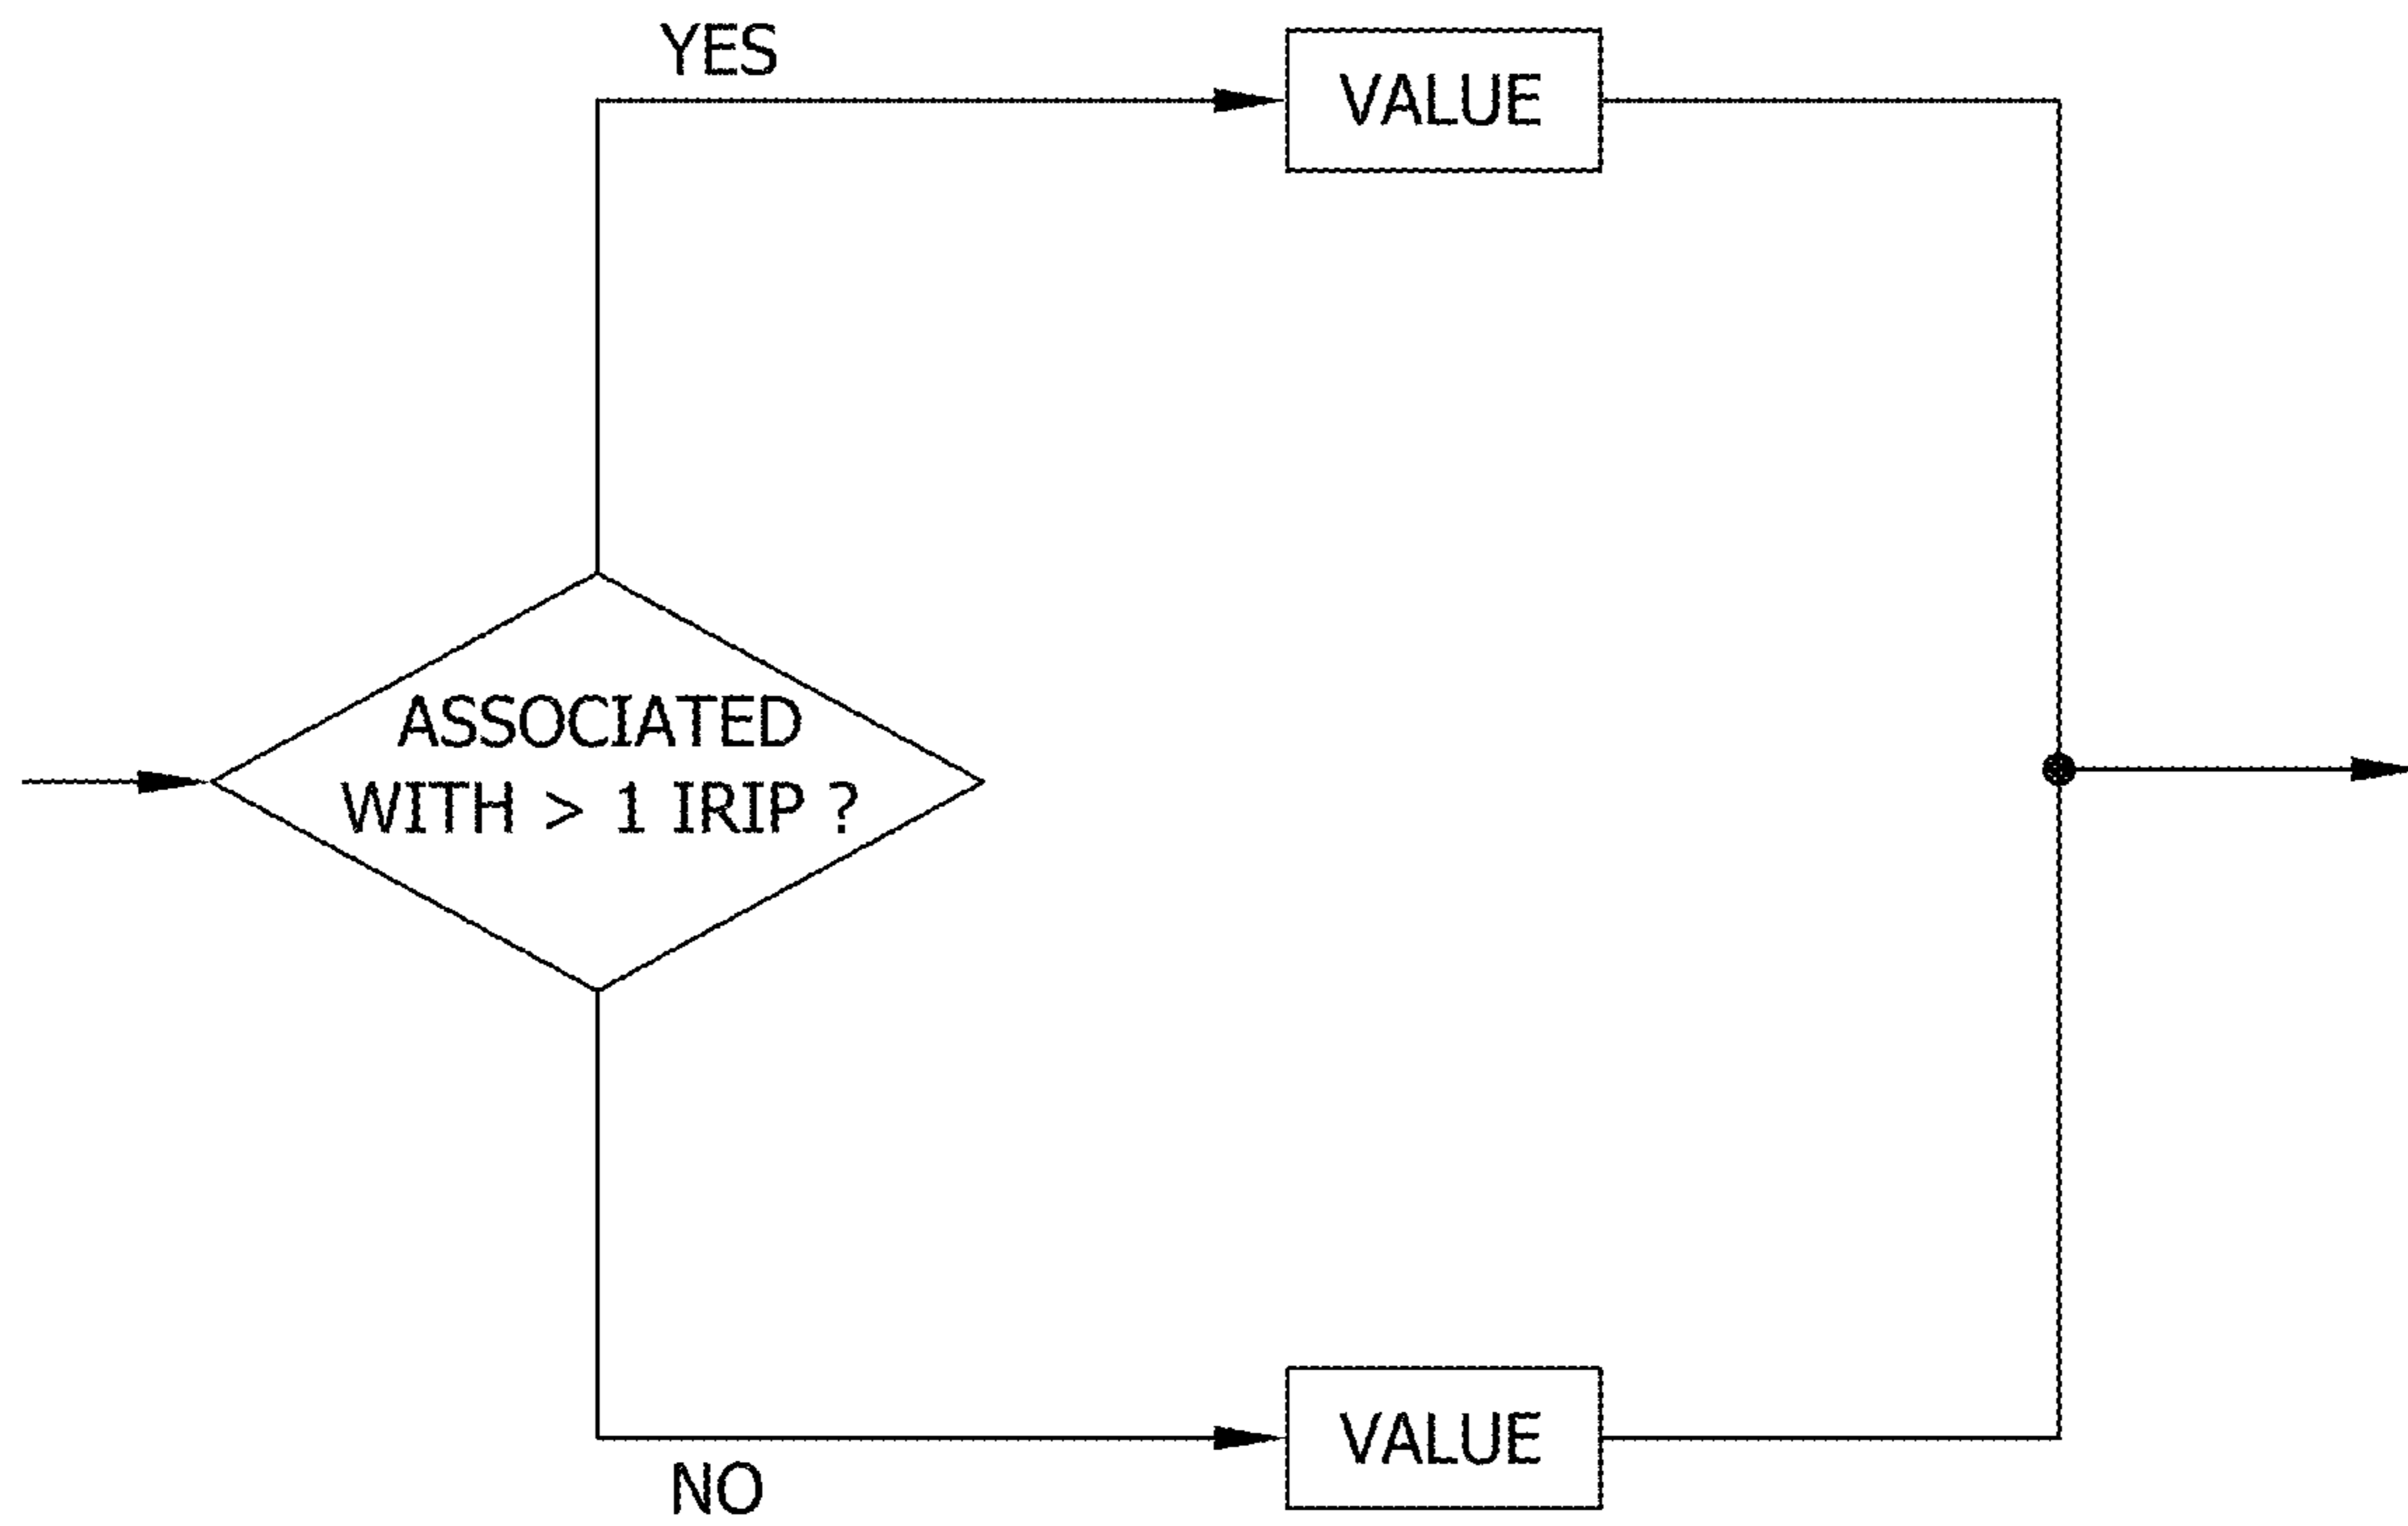 YES
VALUE
ASSOCIATED
WITH > 1 IRIP ?
VALUE
NO